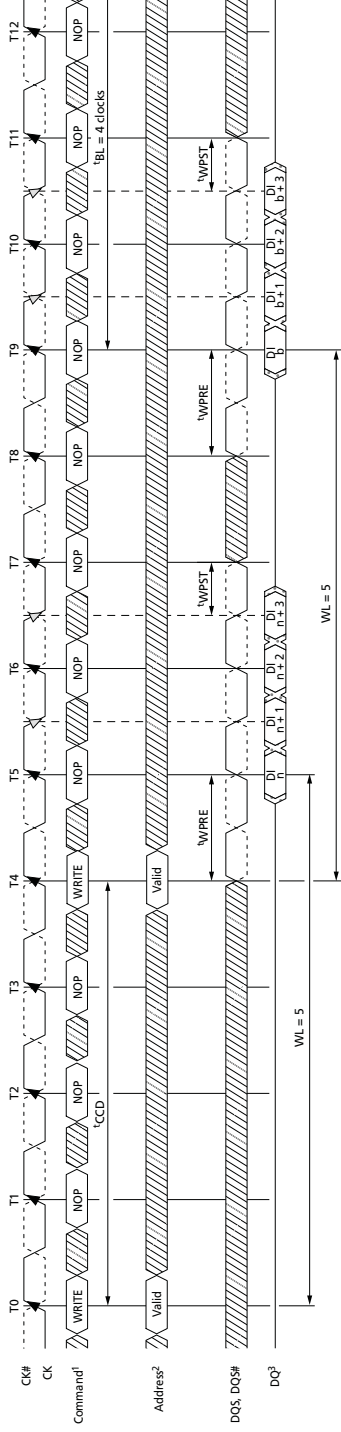 T0 T1 T2 T3 T4 T5 T6 T7 T8 T9 T10 T11 T12
CK#
CK
Command¹ WRITE NOP NOP NOP WRITE NOP NOP NOP NOP NOP NOP NOP NOP
tCCD tBL = 4 clocks
Address² Valid Valid
tWPRE tWPST tWPRE tWPST
DQS, DQS#
DQ³ DI n DI n + 1 DI n + 2 DI n + 3 DI b DI b + 1 DI b + 2 DI b + 3
WL = 5
WL = 5